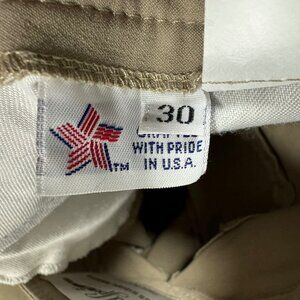 30
CRAFTED
WITH PRIDE
IN U.S.A.
TM